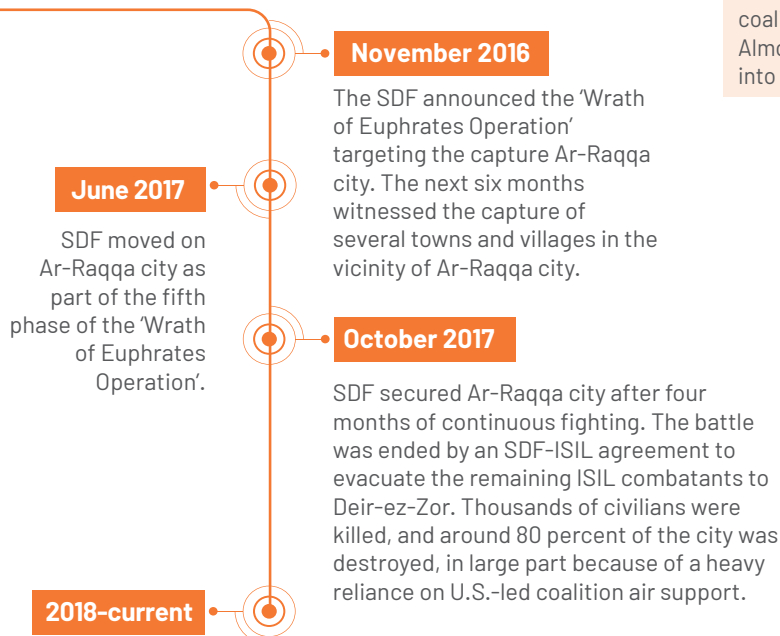 coali
Almo
into
November 2016
The SDF announced the ‘Wrath
of Euphrates Operation’
targeting the capture Ar-Raqqa
city. The next six months
witnessed the capture of
several towns and villages in the
vicinity of Ar-Raqqa city.
June 2017
SDF moved on
Ar-Raqqa city as
part of the fifth
phase of the ‘Wrath
of Euphrates
Operation’.
October 2017
SDF secured Ar-Raqqa city after four
months of continuous fighting. The battle
was ended by an SDF-ISIL agreement to
evacuate the remaining ISIL combatants to
Deir-ez-Zor. Thousands of civilians were
killed, and around 80 percent of the city was
destroyed, in large part because of a heavy
reliance on U.S.-led coalition air support.
2018-current